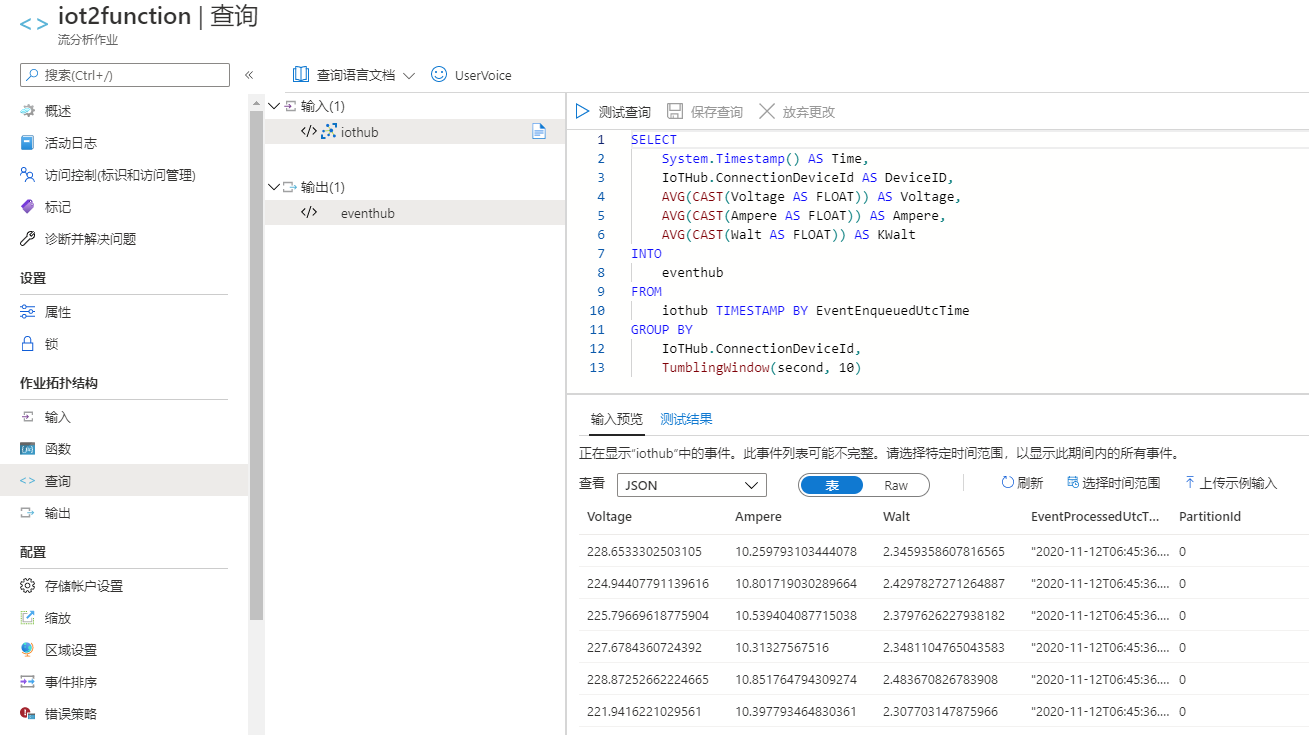 iot2function | 查询
流分析作业
搜索(Ctrl+/)
«
概述
活动日志
访问控制(标识和访问管理)
标记
诊断并解决问题
设置
属性
锁
作业拓扑结构
输入
函数
查询
输出
配置
存储帐户设置
缩放
区域设置
事件排序
错误策略
查询语言文档
UserVoice
输入(1)
iothub
输出(1)
eventhub
测试查询 保存查询 放弃更改
1 SELECT
2 System.Timestamp() AS Time,
3 IoTHub.ConnectionDeviceId AS DeviceID,
4 AVG(CAST(Voltage AS FLOAT)) AS Voltage,
5 AVG(CAST(Ampere AS FLOAT)) AS Ampere,
6 AVG(CAST(Walt AS FLOAT)) AS KWalt
7 INTO
8 eventhub
9 FROM
10 iothub TIMESTAMP BY EventEnqueuedUtcTime
11 GROUP BY
12 IoTHub.ConnectionDeviceId,
13 TumblingWindow(second, 10)
输入预览 测试结果
正在显示“iothub”中的事件。此事件列表可能不完整。请选择特定时间范围，以显示此期间内的所有事件。
查看 JSON 表 Raw 刷新 选择时间范围 上传示例输入
Voltage Ampere Walt EventProcessedUtcT... PartitionId
228.6533302503105 10.259793103444078 2.3459358607816565 "2020-11-12T06:45:36.... 0
224.94407791139616 10.801719030289664 2.4297827271264887 "2020-11-12T06:45:36.... 0
225.79669618775904 10.539404087715038 2.3797626227938182 "2020-11-12T06:45:36.... 0
227.6784360724392 10.31327567516 2.3481104765043583 "2020-11-12T06:45:36.... 0
228.87252662224665 10.851764794309274 2.483670826783908 "2020-11-12T06:45:36.... 0
221.9416221029561 10.397793464830361 2.307703147875966 "2020-11-12T06:45:36.... 0